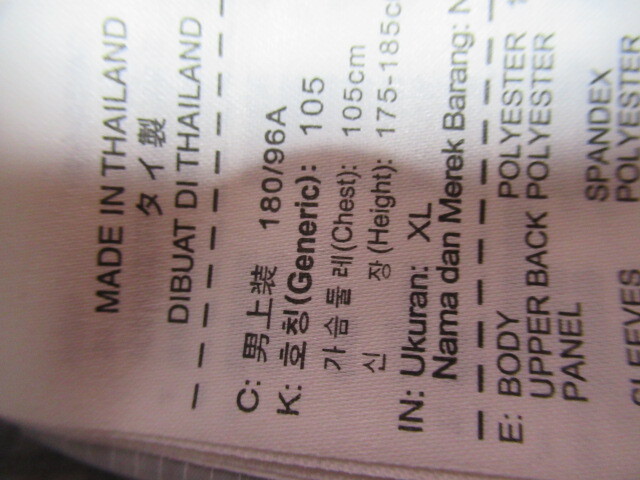 MADE IN THAILAND
タイ製
DIBUAT DI THAILAND
C: 男上装 180/96A
K: 호칭(Generic): 105
가슴둘레(Chest): 105cm
신 장(Height): 175-185c
IN: Ukuran: XL
Nama dan Merek Barang: N
E: BODY POLYESTER
UPPER BACK POLYESTER
PANEL
SPANDEX
SLEEVES POLYESTER